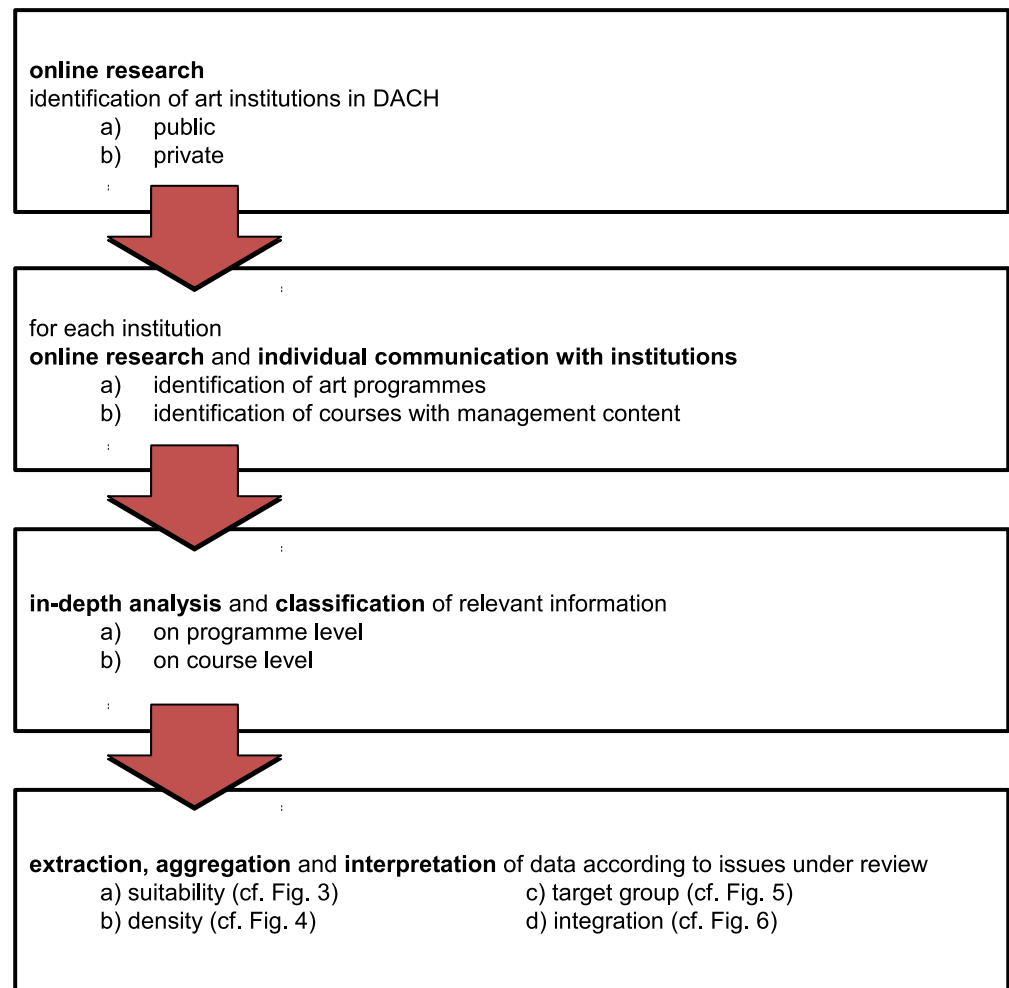 online research
identification of art institutions in DACH
a) public
b) private
for each institution
online research and individual communication with institutions
a) identification of art programmes
b) identification of courses with management content
in-depth analysis and classification of relevant information
a) on programme level
b) on course level
extraction, aggregation and interpretation of data according to issues under review
a) suitability (cf. Fig. 3) c) target group (cf. Fig. 5)
b) density (cf. Fig. 4) d) integration (cf. Fig. 6)